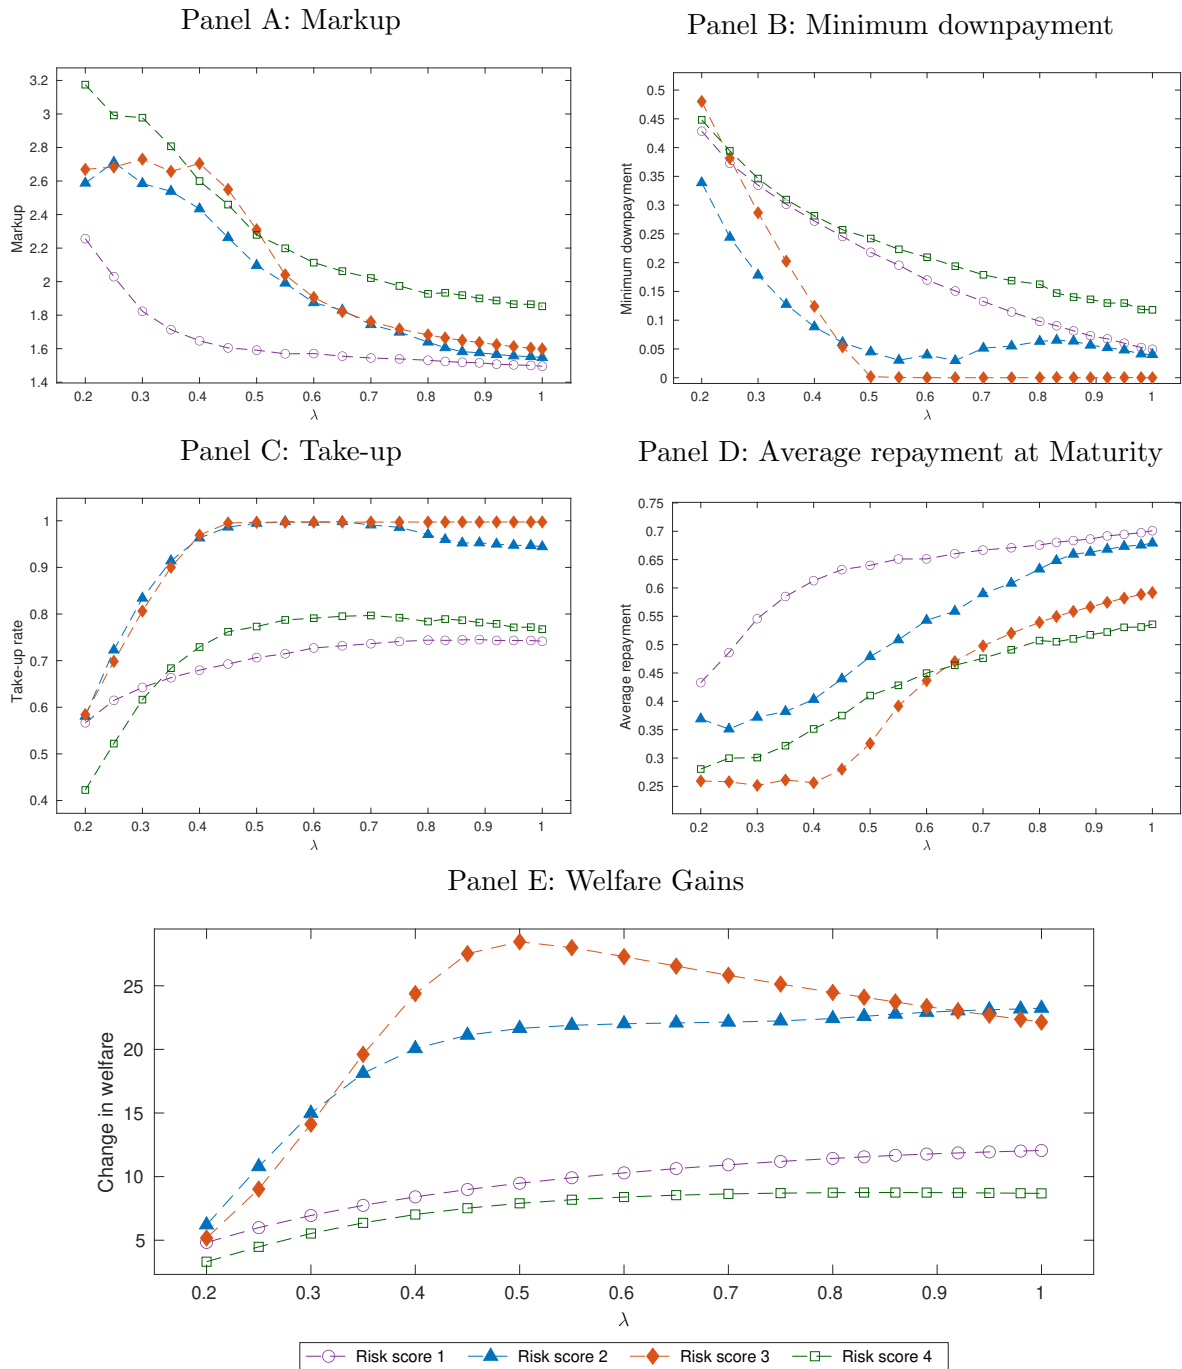 Panel A: Markup
3.2
3
2.8
2.6
2.4
2.2
2
1.8
1.6
1.4
Markup
0.2 0.3 0.4 0.5 0.6 0.7 0.8 0.9 1
λ
Panel B: Minimum downpayment
0.5
0.45
0.4
0.35
0.3
0.25
0.2
0.15
0.1
0.05
0
Minimum downpayment
0.2 0.3 0.4 0.5 0.6 0.7 0.8 0.9 1
λ
Panel C: Take-up
1
0.9
0.8
0.7
0.6
0.5
0.4
Take-up rate
0.2 0.3 0.4 0.5 0.6 0.7 0.8 0.9 1
λ
Panel D: Average repayment at Maturity
0.75
0.7
0.65
0.6
0.55
0.5
0.45
0.4
0.35
0.3
0.25
Average repayment
0.2 0.3 0.4 0.5 0.6 0.7 0.8 0.9 1
λ
Panel E: Welfare Gains
25
20
15
10
5
Change in welfare
0.2 0.3 0.4 0.5 0.6 0.7 0.8 0.9 1
λ
Risk score 1 Risk score 2 Risk score 3 Risk score 4